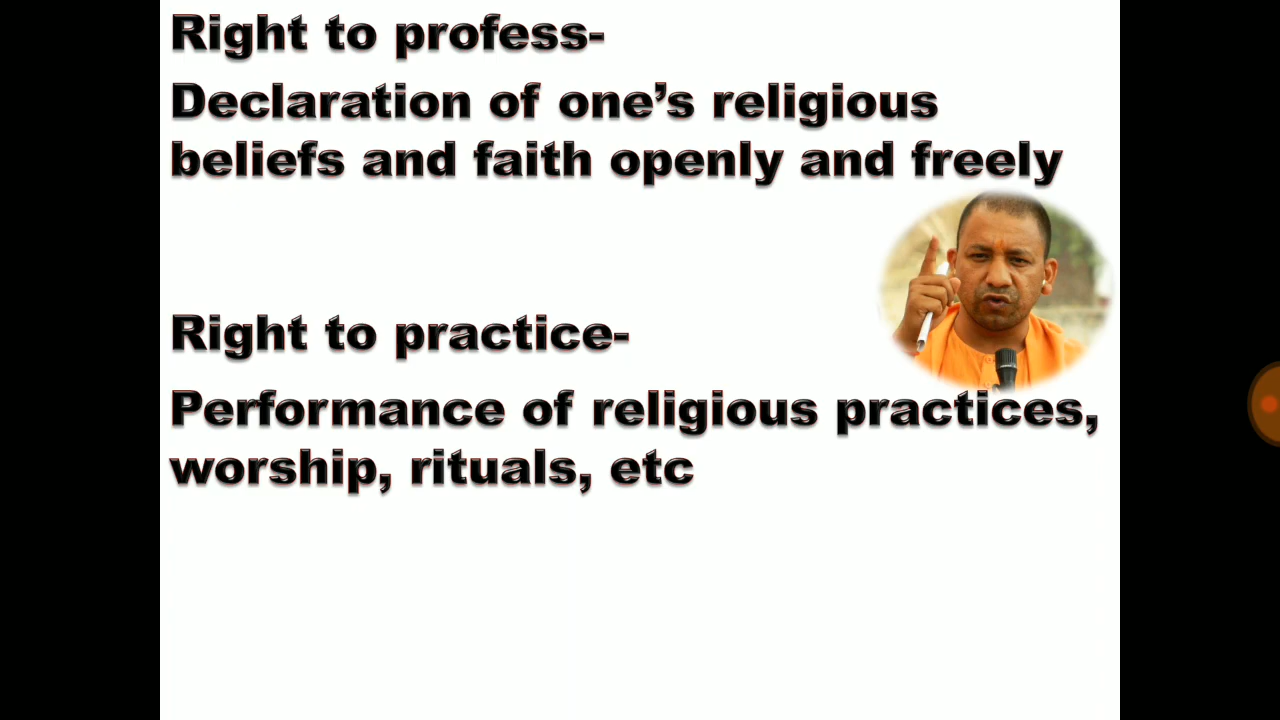 Right to profess-
Declaration of one’s religious
beliefs and faith openly and freely
Right to practice-
Performance of religious practices,
worship, rituals, etc